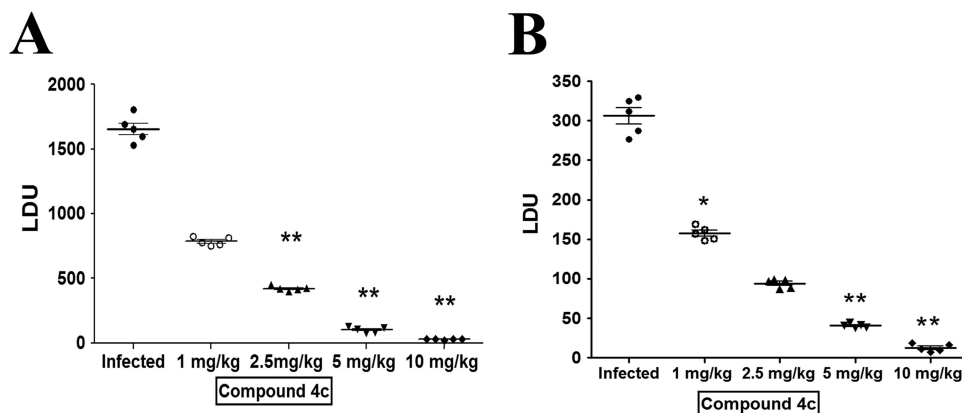 A
LDU
2000
1500
1000
500
0
**
**
**
Infected 1 mg/kg 2.5mg/kg 5 mg/kg 10 mg/kg
Compound 4c
B
LDU
350
300
250
200
150
100
50
0
*
**
**
Infected 1 mg/kg 2.5 mg/kg 5 mg/kg 10 mg/kg
Compound 4c